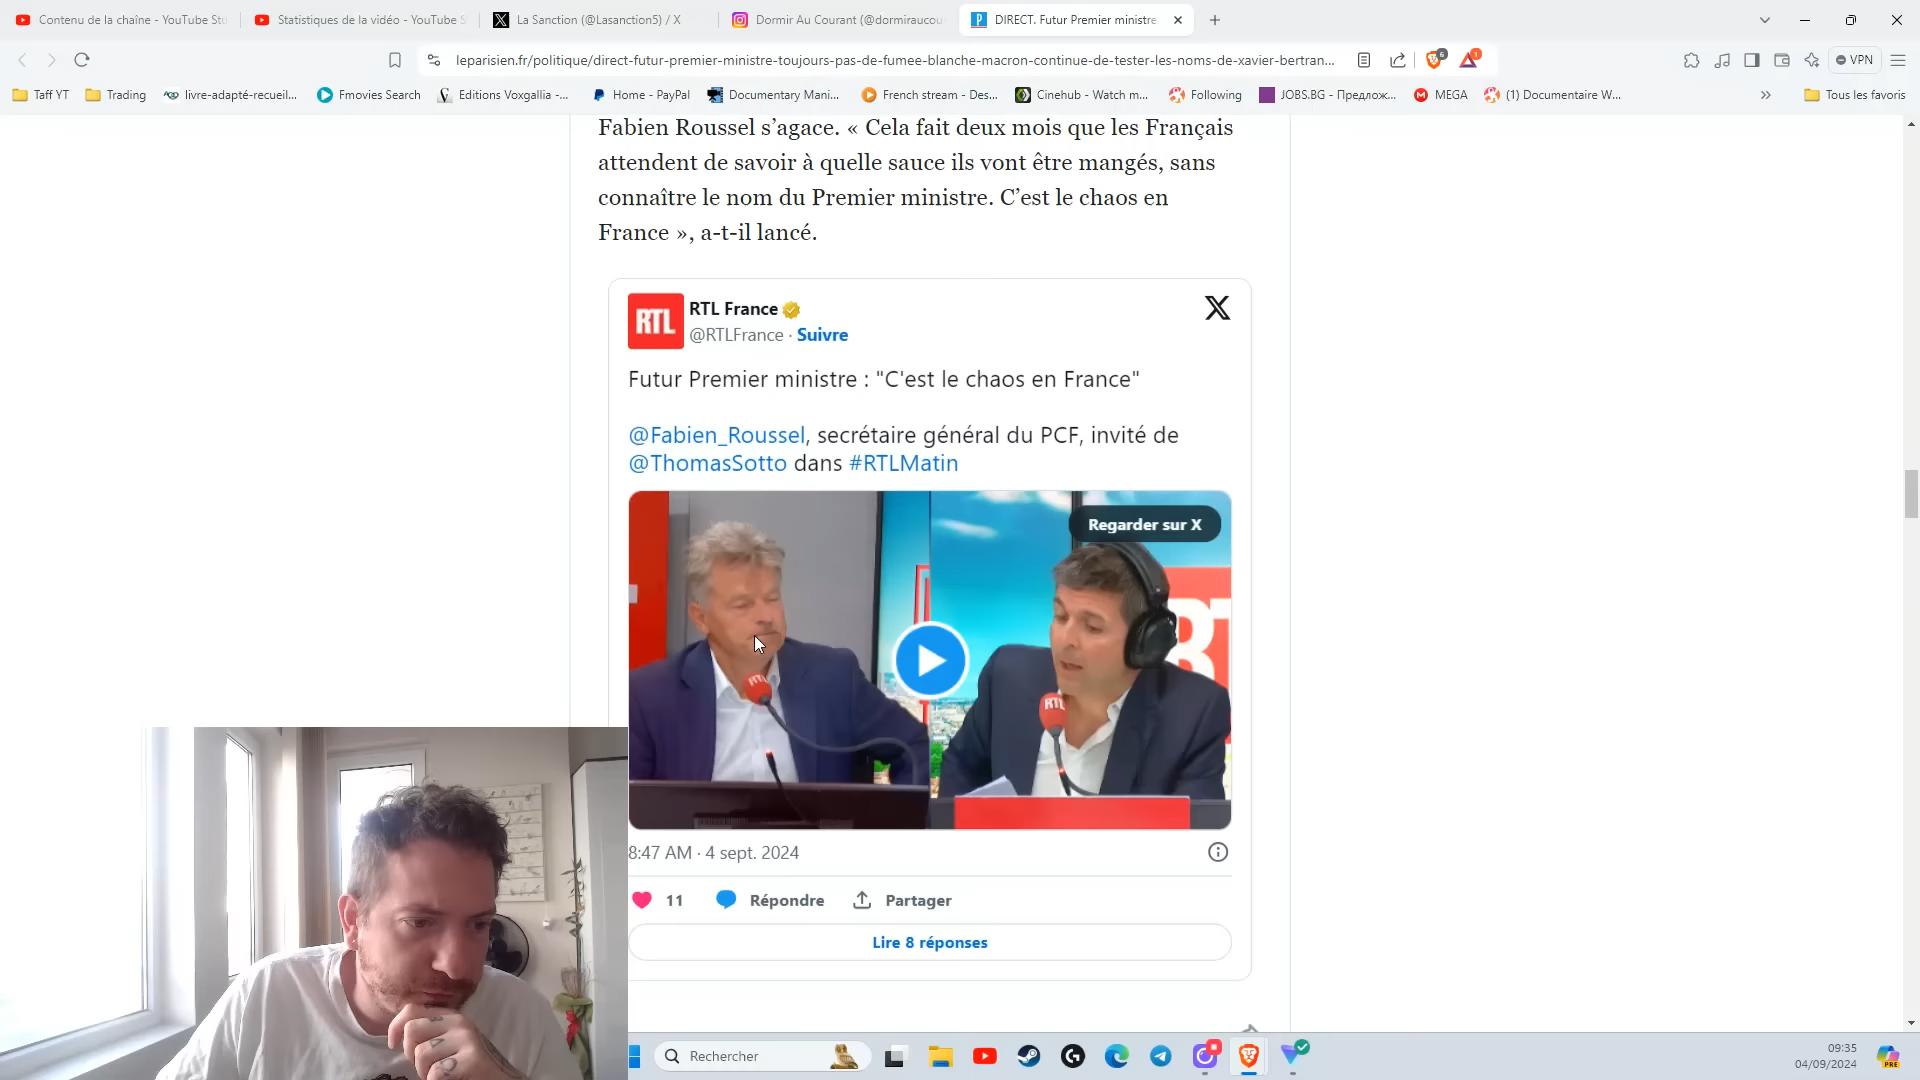 Contenu de la chaîne - YouTube Stu
Statistiques de la vidéo - YouTube S
La Sanction (@Lasanction5) / X
Dormir Au Courant (@dormiraucou
DIRECT. Futur Premier ministre
leparisien.fr/politique/direct-futur-premier-ministre-toujours-pas-de-fumee-blanche-macron-continue-de-tester-les-noms-de-xavier-bertran...
6
1
VPN
Taff YT
Trading
livre-adapté-recueil...
Fmovies Search
Editions Voxgallia -...
Home - PayPal
Documentary Mani...
French stream - Des...
Cinehub - Watch m...
Following
JOBS.BG - Предлож...
MEGA
(1) Documentaire W...
Tous les favoris
Fabien Roussel s’agace. « Cela fait deux mois que les Français
attendent de savoir à quelle sauce ils vont être mangés, sans
connaître le nom du Premier ministre. C’est le chaos en
France », a-t-il lancé.
RTL
RTL France
@RTLFrance · Suivre
Futur Premier ministre : "C'est le chaos en France"
@Fabien_Roussel, secrétaire général du PCF, invité de
@ThomasSotto dans #RTLMatin
Regarder sur X
8:47 AM · 4 sept. 2024
11
Répondre
Partager
Lire 8 réponses
Rechercher
09:35
04/09/2024
PRE